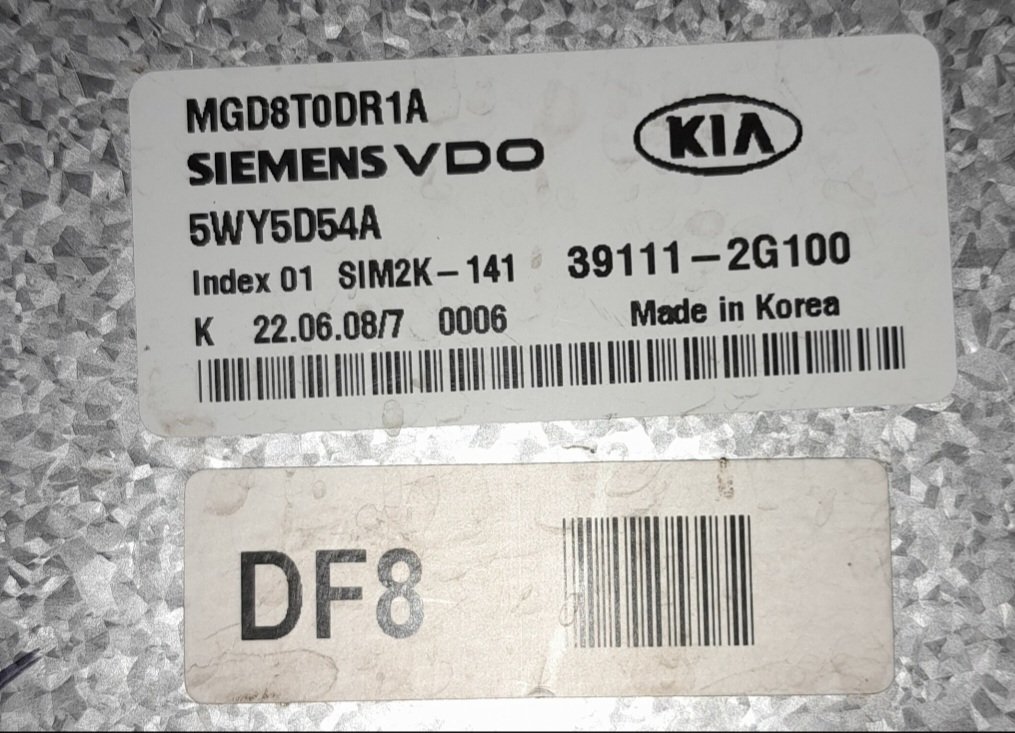 MGD8T0DR1A
KIA
SIEMENS VDO
5WY5D54A
Index 01 SIM2K-141 39111-2G100
K 22.06.08/7 0006 Made in Korea
DF8